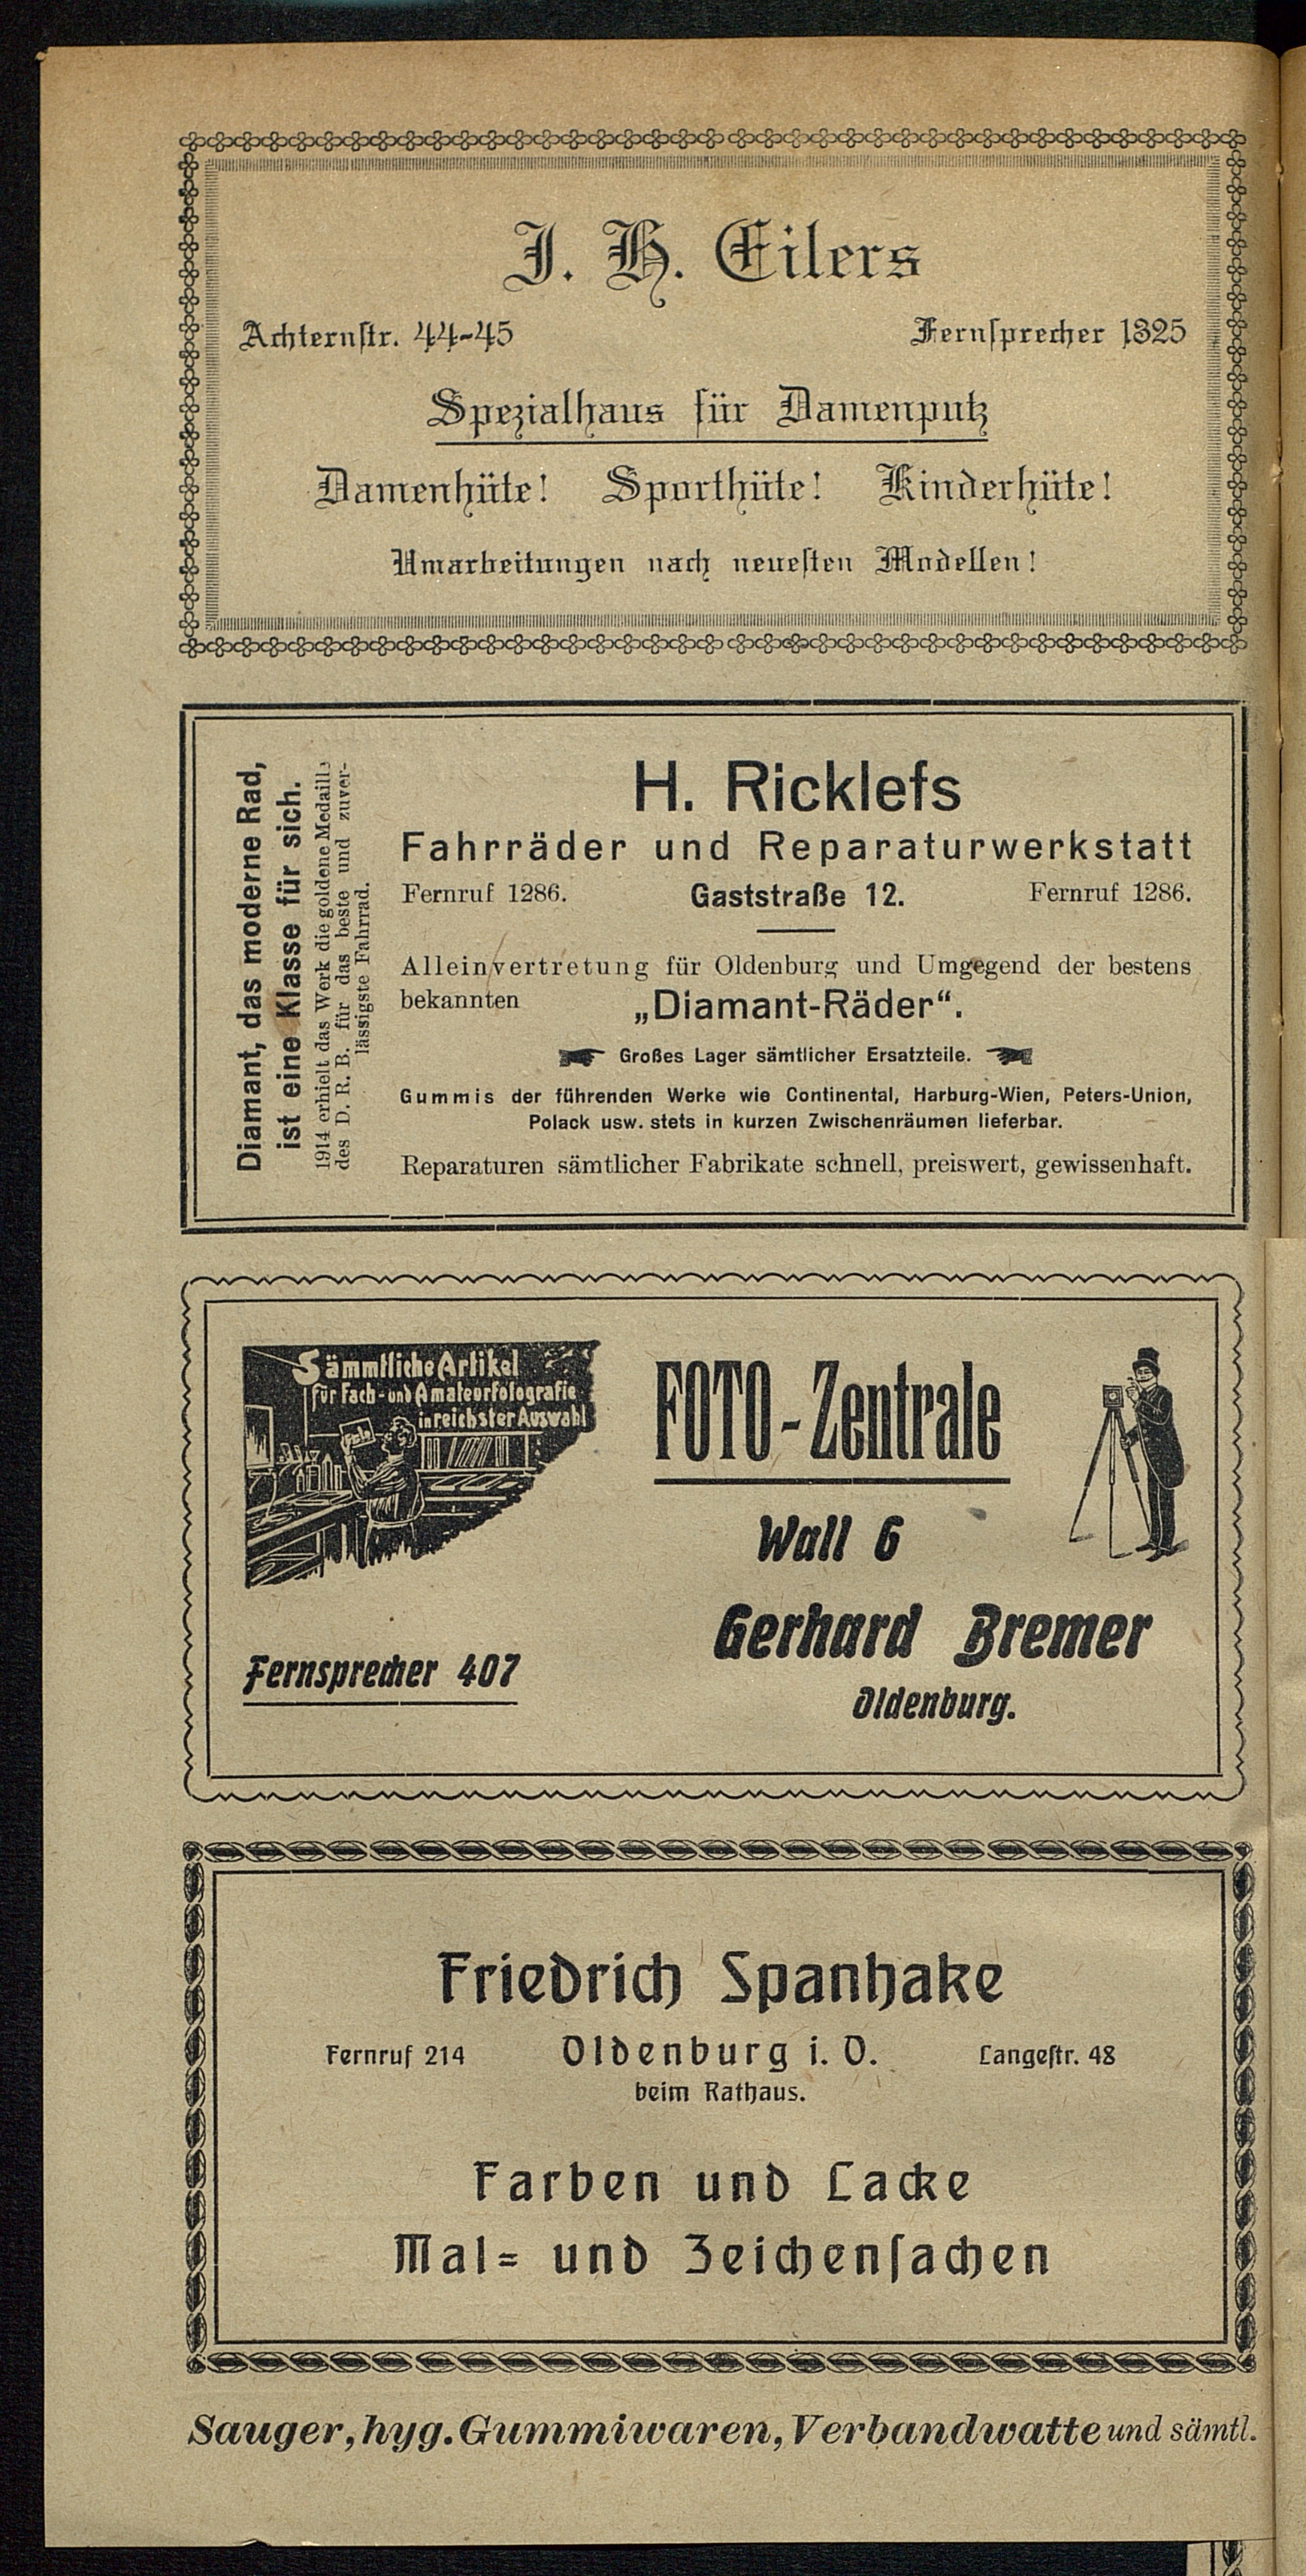 J. H. Eilers
Achternstr. 44-45 Fernsprecher 1325
Spezialhaus für Damenputz
Damenhüte! Sporthüte! Kinderhüte!
Umarbeitungen nach neuesten Modellen!
Diamant, das moderne Rad,
ist eine Klasse für sich.
1914 erhielt das Werk die goldene Medaille
des D. R. B. für das beste und zuver-
lässigste Fahrrad.
H. Ricklefs
Fahrräder und Reparaturwerkstatt
Fernruf 1286. Gaststraße 12. Fernruf 1286.
Alleinvertretung für Oldenburg und Umgegend der bestens
bekannten „Diamant-Räder“.
Großes Lager sämtlicher Ersatzteile.
Gummis der führenden Werke wie Continental, Harburg-Wien, Peters-Union,
Polack usw. stets in kurzen Zwischenräumen lieferbar.
Reparaturen sämtlicher Fabrikate schnell, preiswert, gewissenhaft.
Sämmtliche Artikel
für Fach- und Amateurfotografie
in reichster Auswahl
FOTO-Zentrale
Wall 6
Gerhard Bremer
Fernsprecher 407
Oldenburg.
Friedrich Spanhake
Fernruf 214 Oldenburg i. O. Langestr. 48
beim Rathaus.
Farben und Lacke
Mal- und Zeichensachen
Sauger, hyg. Gummiwaren, Verbandwatte und sämtl.